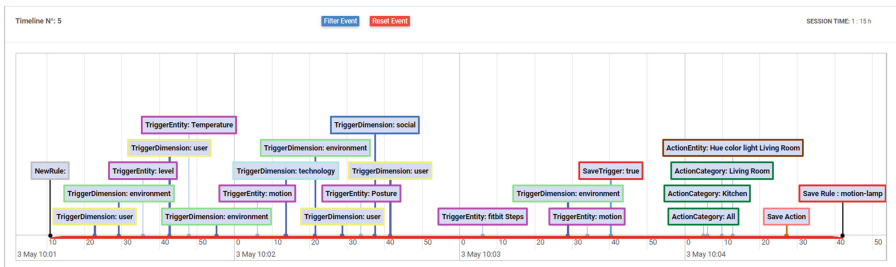 Timeline N°: 5
Filter Event
Reset Event
SESSION TIME: 1 : 15 h
TriggerEntity: Temperature
TriggerDimension: social
TriggerDimension: user
TriggerDimension: environment
ActionEntity: Hue color light Living Room
NewRule:
TriggerEntity: level
TriggerDimension: technology
TriggerDimension: user
SaveTrigger: true
ActionCategory: Living Room
TriggerDimension: environment
TriggerEntity: motion
TriggerEntity: Posture
TriggerDimension: environment
ActionCategory: Kitchen
Save Rule : motion-lamp
TriggerDimension: user
TriggerDimension: environment
TriggerDimension: user
TriggerEntity: fitbit Steps
TriggerEntity: motion
ActionCategory: All
Save Action
10 20 30 40 50 10 20 30 40 50 10 20 30 40 50 10 20 30 40 50
3 May 10:01 3 May 10:02 3 May 10:03 3 May 10:04